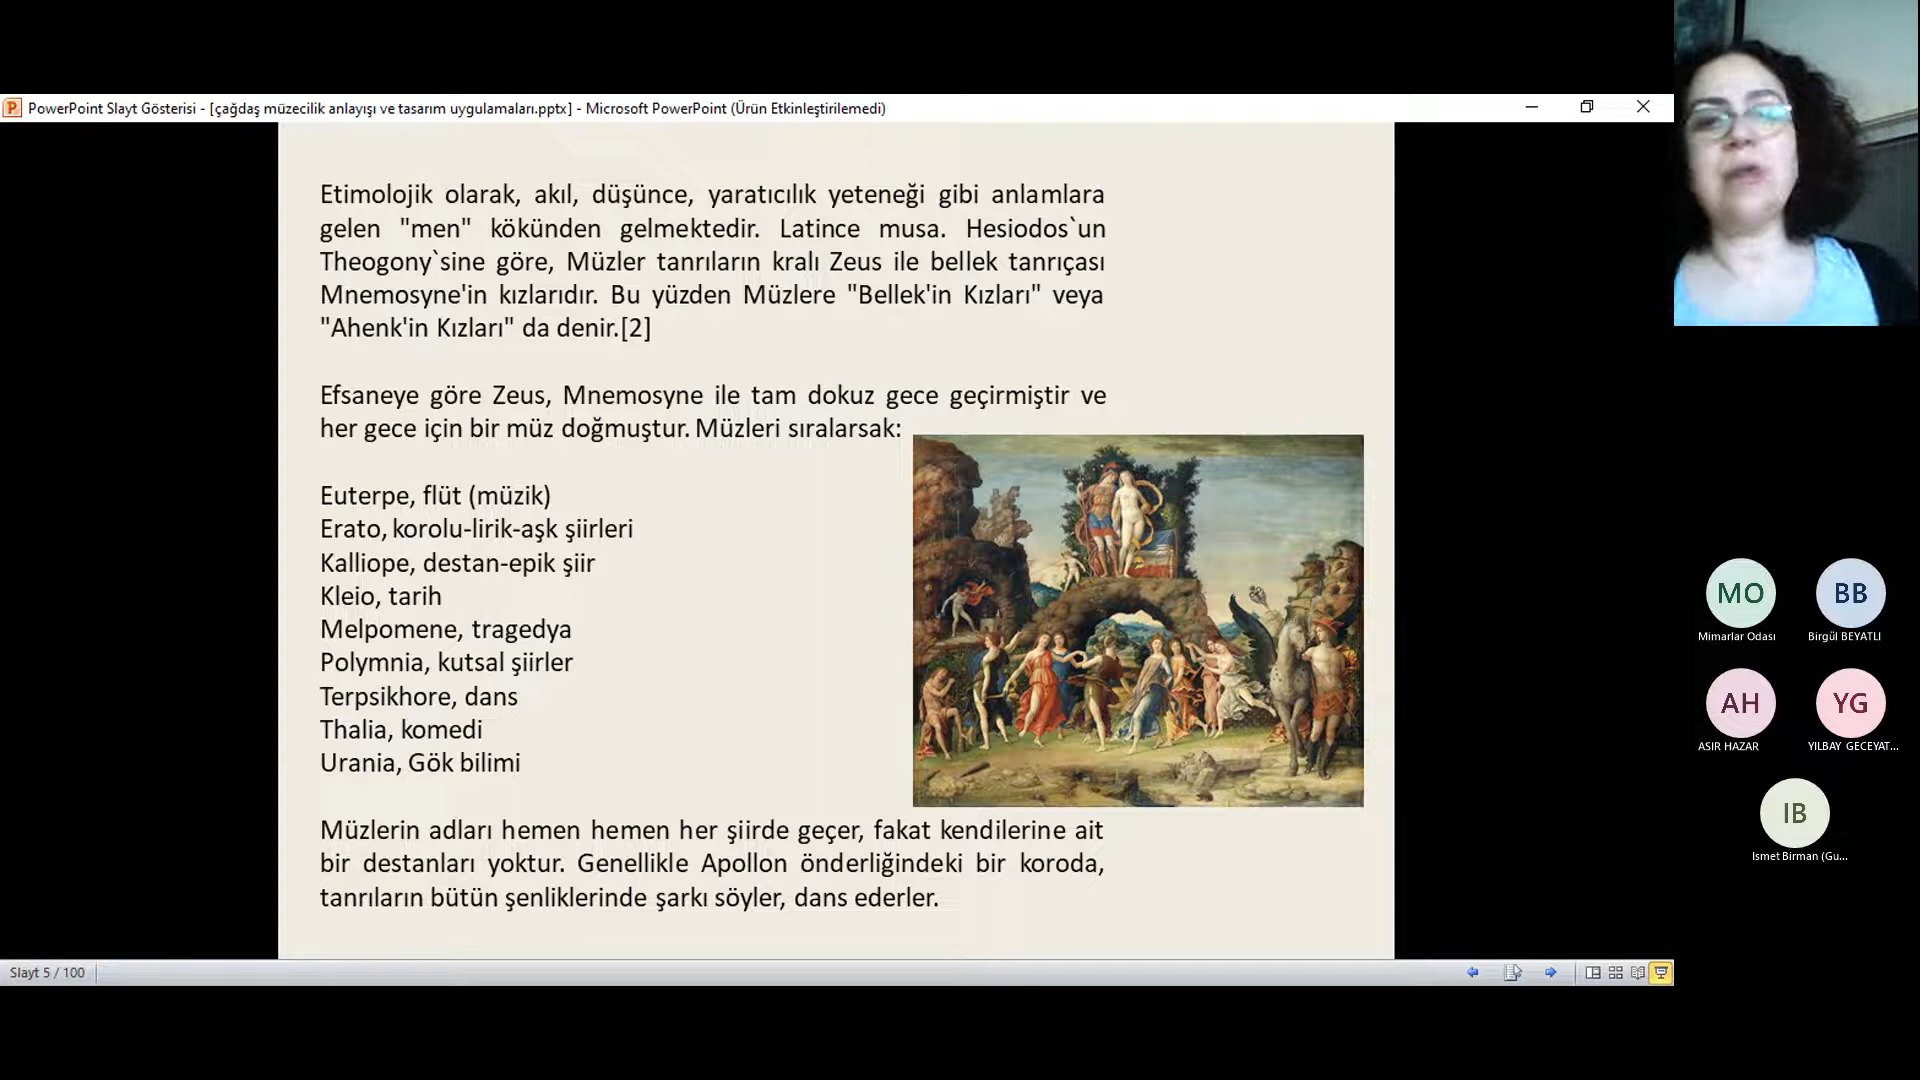 PowerPoint Slayt Gösterisi - [çağdaş müzecilik anlayışı ve tasarım uygulamaları.pptx] - Microsoft PowerPoint (Ürün Etkinleştirilemedi)
Etimolojik olarak, akıl, düşünce, yaratıcılık yeteneği gibi anlamlara
gelen "men" kökünden gelmektedir. Latince musa. Hesiodos`un
Theogony`sine göre, Müzler tanrıların kralı Zeus ile bellek tanrıçası
Mnemosyne'in kızlarıdır. Bu yüzden Müzlere "Bellek'in Kızları" veya
"Ahenk'in Kızları" da denir.[2]
Efsaneye göre Zeus, Mnemosyne ile tam dokuz gece geçirmiştir ve
her gece için bir müz doğmuştur. Müzleri sıralarsak:
Euterpe, flüt (müzik)
Erato, korolu-lirik-aşk şiirleri
Kalliope, destan-epik şiir
Kleio, tarih
Melpomene, tragedya
Polymnia, kutsal şiirler
Terpsikhore, dans
Thalia, komedi
Urania, Gök bilimi
Müzlerin adları hemen hemen her şiirde geçer, fakat kendilerine ait
bir destanları yoktur. Genellikle Apollon önderliğindeki bir koroda,
tanrıların bütün şenliklerinde şarkı söyler, dans ederler.
Slayt 5 / 100
MO
BB
Mimarlar Odası
Birgül BEYATLI
AH
YG
ASIR HAZAR
YILBAY GECEYAT...
IB
Ismet Birman (Gu...